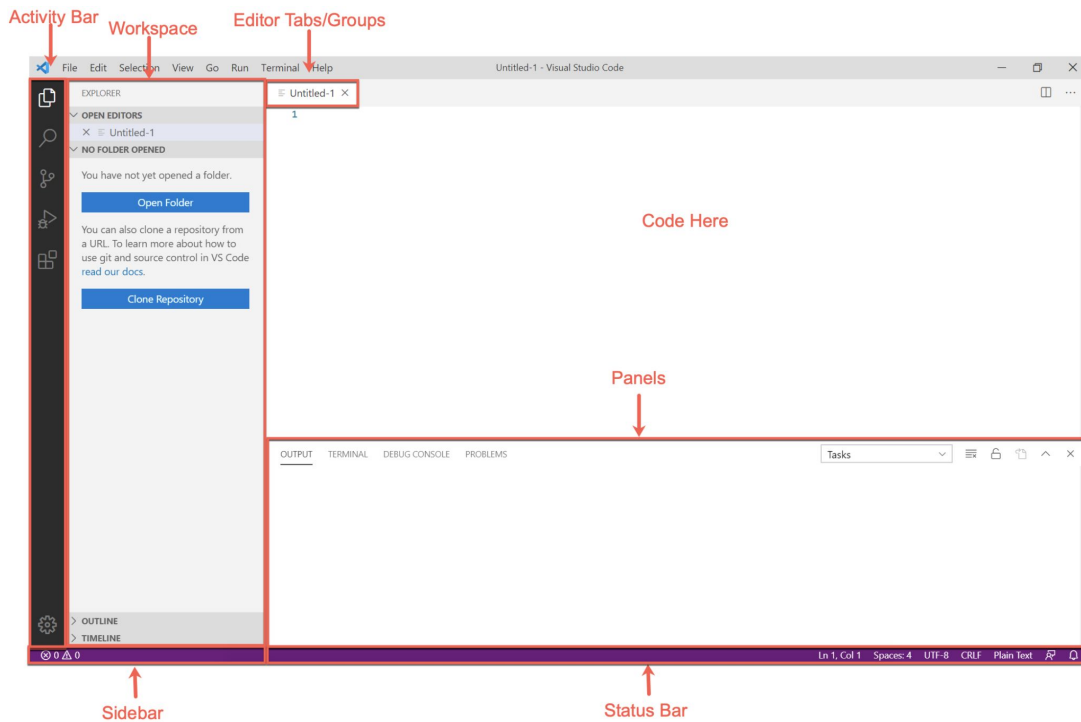 Activity Bar
Workspace
Editor Tabs/Groups
File Edit Selection View Go Run Terminal Help
Untitled-1 - Visual Studio Code
EXPLORER
Untitled-1
OPEN EDITORS
1
Untitled-1
NO FOLDER OPENED
You have not yet opened a folder.
Open Folder
You can also clone a repository from
a URL. To learn more about how to
use git and source control in VS Code
read our docs.
Clone Repository
Code Here
Panels
OUTPUT TERMINAL DEBUG CONSOLE PROBLEMS
Tasks
OUTLINE
TIMELINE
0 0
Ln 1, Col 1 Spaces: 4 UTF-8 CRLF Plain Text
Sidebar
Status Bar